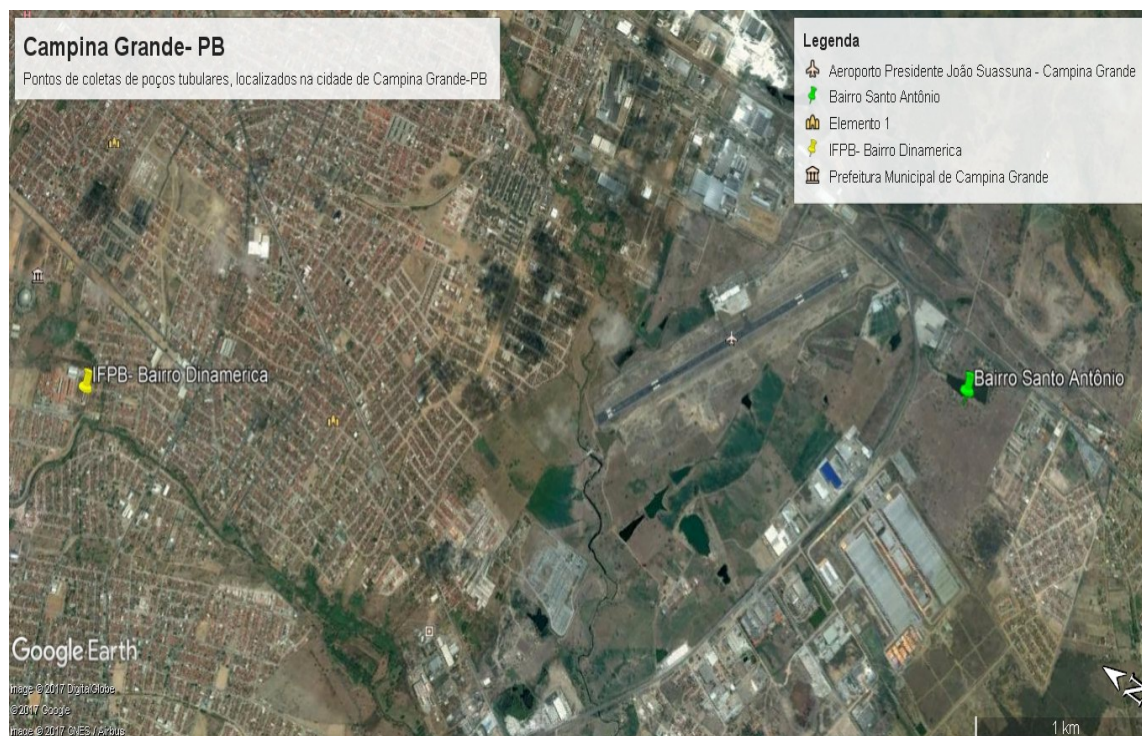 Campina Grande- PB
Pontos de coletas de poços tubulares, localizados na cidade de Campina Grande-PB
Legenda
Aeroporto Presidente João Suassuna - Campina Grande
Bairro Santo Antônio
Elemento 1
IFPB- Bairro Dinamerica
Prefeitura Municipal de Campina Grande
IFPB- Bairro Dinamerica
Bairro Santo Antônio
Google Earth
Image © 2017 DigitalGlobe
© 2017 Google
Image © 2017 CNES / Airbus
N
1 km